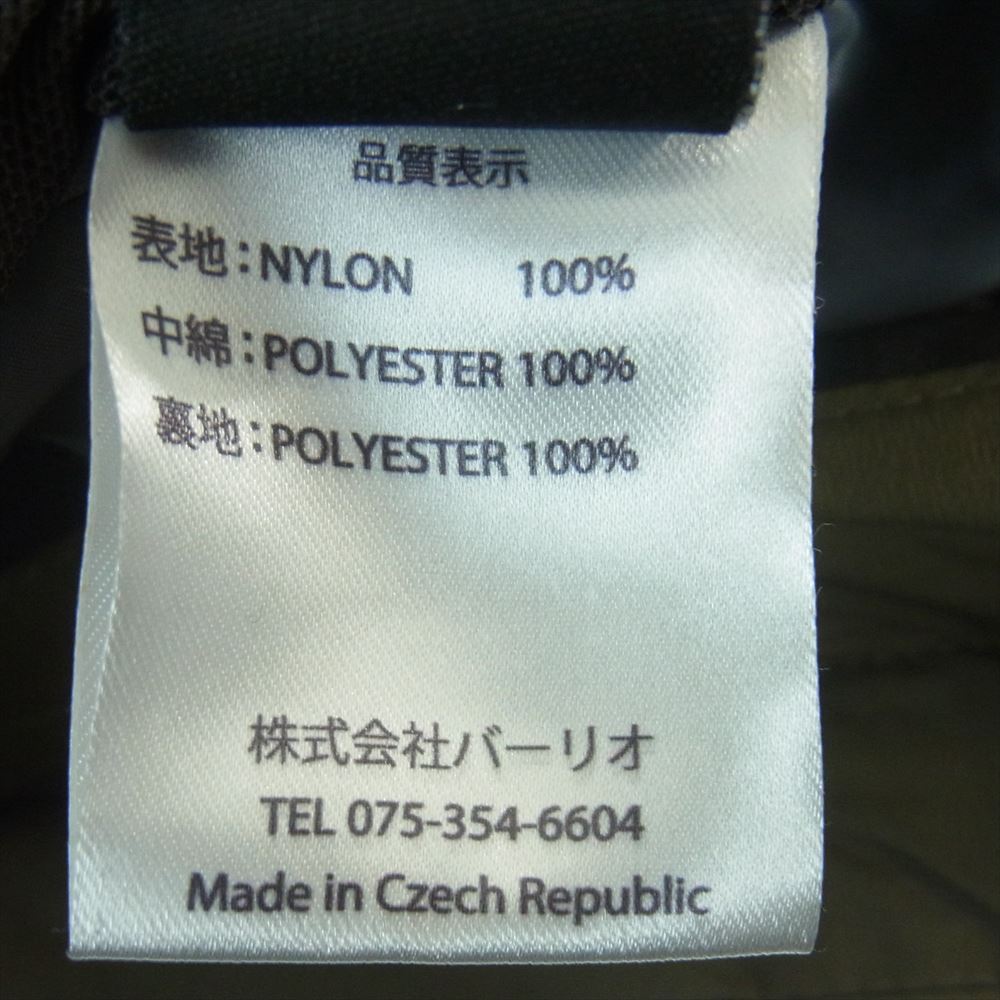 品質表示
表地：NYLON 100%
中綿：POLYESTER 100%
裏地：POLYESTER 100%
株式会社バーリオ
TEL 075-354-6604
Made in Czech Republic